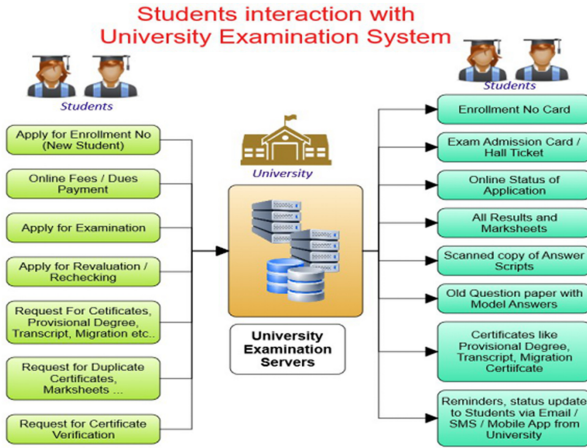 Students interaction with
University Examination System
Students
Apply for Enrollment No
(New Student)
Online Fees / Dues
Payment
Apply for Examination
Apply for Revaluation /
Rechecking
Request For Cetificates,
Provisional Degree,
Transcript, Migration etc..
Request for Duplicate
Certificates,
Marksheets ...
Request for Certificate
Verification
University
University
Examination
Servers
Students
Enrollment No Card
Exam Admission Card /
Hall Ticket
Online Status of
Application
All Results and
Marksheets
Scanned copy of Answer
Scripts
Old Question paper with
Model Answers
Certificates like
Provisional Degree,
Transcript, Migration
Certiifcate
Reminders, status update
to Students via Email /
SMS / Mobile App from
University